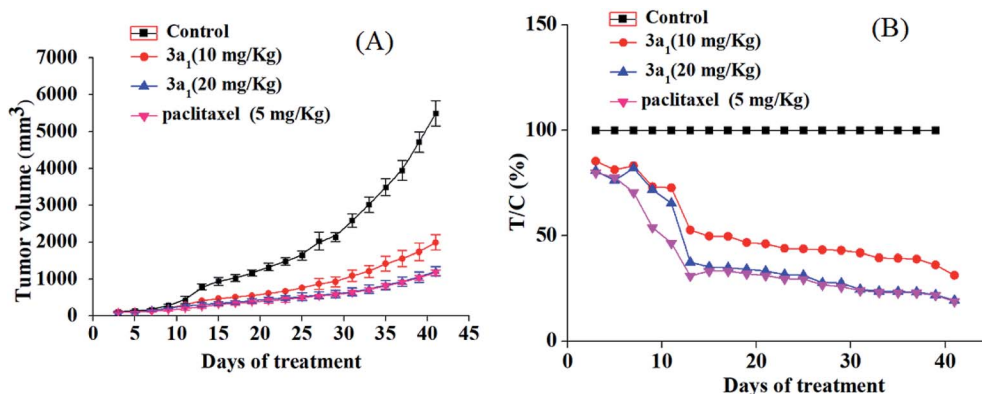 (A)
Control
3a₁(10 mg/Kg)
3a₁(20 mg/Kg)
paclitaxel (5 mg/Kg)
Tumor volume (mm³)
7000
6000
5000
4000
3000
2000
1000
0
0 5 10 15 20 25 30 35 40 45
Days of treatment
(B)
Control
3a₁(10 mg/Kg)
3a₁(20 mg/Kg)
paclitaxel (5 mg/Kg)
T/C (%)
150
100
50
0
0 10 20 30 40
Days of treatment